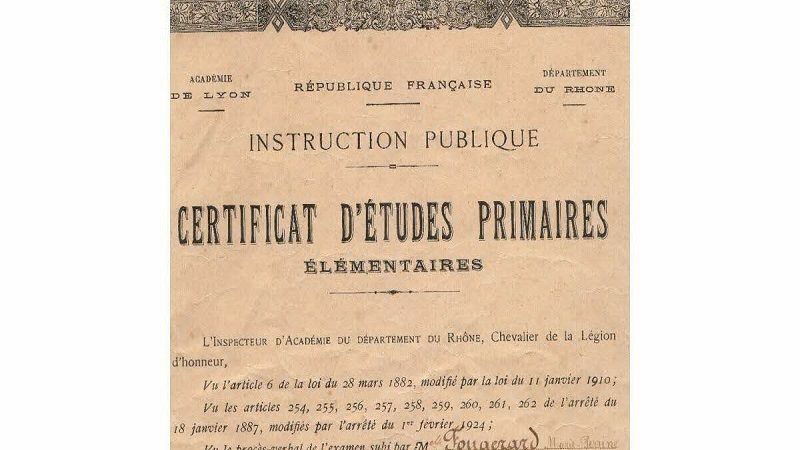 ACADÉMIE
DE LYON
RÉPUBLIQUE FRANÇAISE
DÉPARTEMENT
DU RHONE
INSTRUCTION PUBLIQUE
CERTIFICAT D'ÉTUDES PRIMAIRES
ÉLÉMENTAIRES
L'INSPECTEUR D'ACADÉMIE DU DÉPARTEMENT DU RHÔNE, Chevalier de la Légion
d'honneur,
Vu l'article 6 de la loi du 28 mars 1882, modifié par la loi du 11 janvier 1910;
Vu les articles 254, 255, 256, 257, 258, 259, 260, 261, 262 de l'arrêté du
18 janvier 1887, modifiés par l'arrêté du 1er février 1924;
Vu le procès-verbal de l'examen subi par Mlle Fougerard